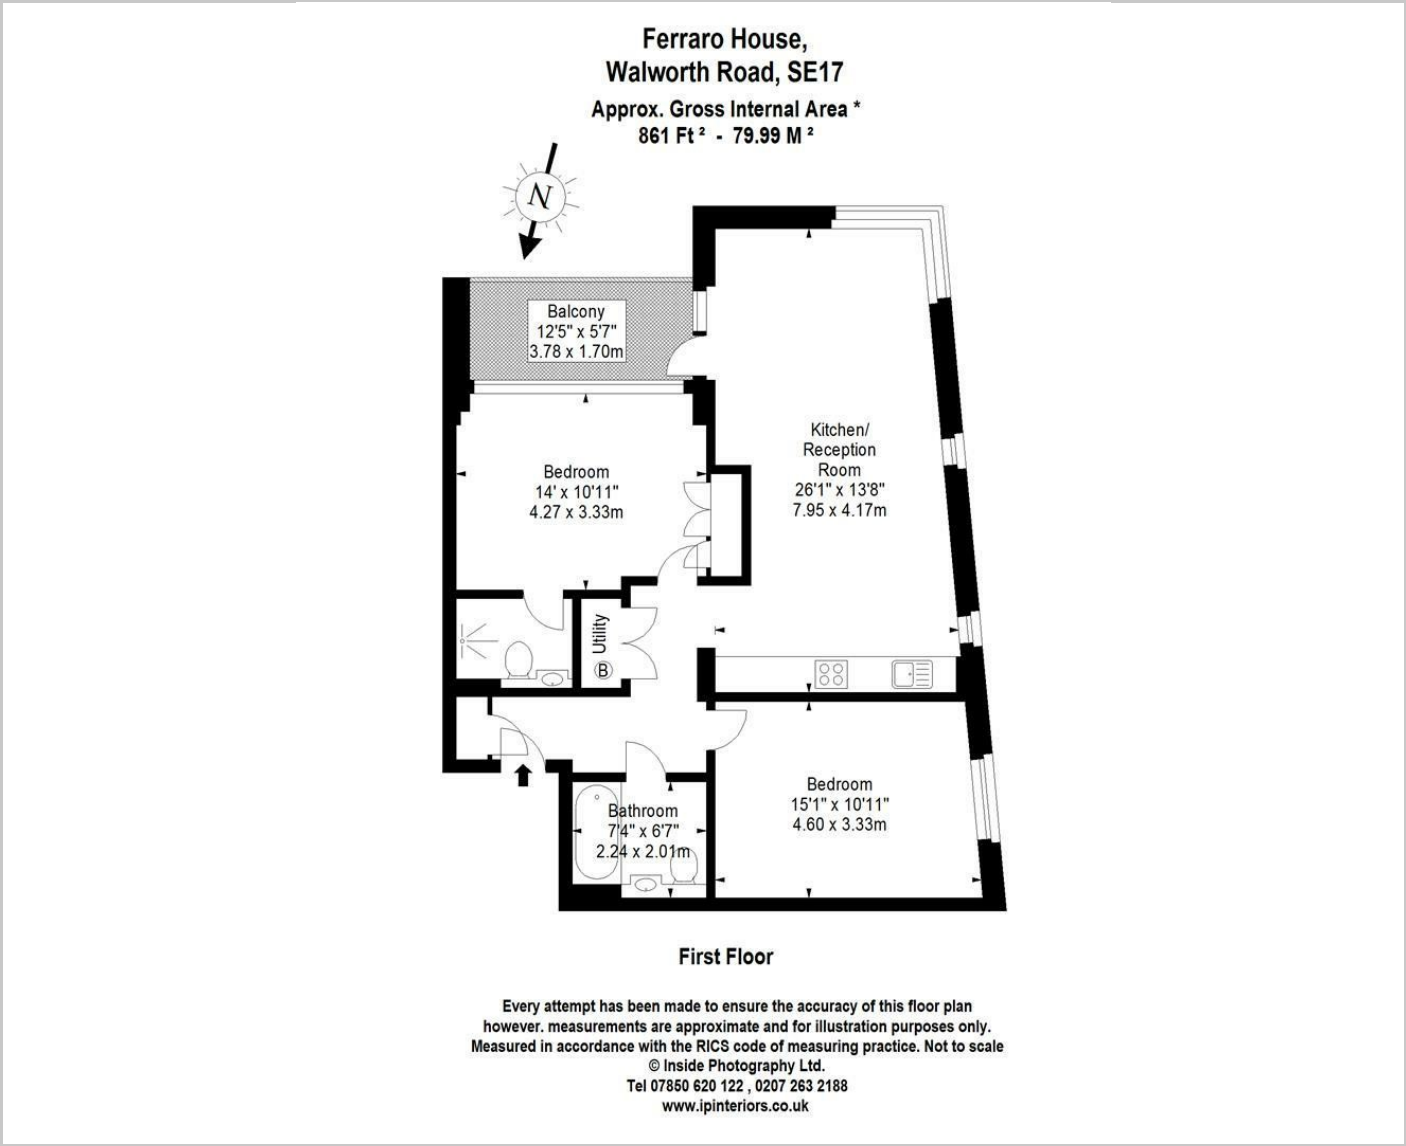 Ferraro House,
Walworth Road, SE17
Approx. Gross Internal Area *
861 Ft ² - 79.99 M ²
N
Balcony
12'5" x 5'7"
3.78 x 1.70m
Kitchen/
Reception
Room
26'1" x 13'8"
7.95 x 4.17m
Bedroom
14' x 10'11"
4.27 x 3.33m
Utility
B
Bedroom
15'1" x 10'11"
4.60 x 3.33m
Bathroom
7'4" x 6'7"
2.24 x 2.01m
First Floor
Every attempt has been made to ensure the accuracy of this floor plan
however. measurements are approximate and for illustration purposes only.
Measured in accordance with the RICS code of measuring practice. Not to scale
© Inside Photography Ltd.
Tel 07850 620 122 , 0207 263 2188
www.ipinteriors.co.uk